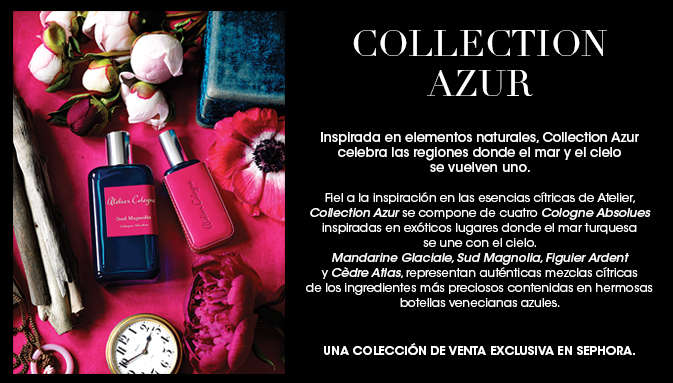 COLLECTION
AZUR
Inspirada en elementos naturales, Collection Azur
celebra las regiones donde el mar y el cielo
se vuelven uno.
Fiel a la inspiración en las esencias cítricas de Atelier,
Collection Azur se compone de cuatro Cologne Absolues
inspiradas en exóticos lugares donde el mar turquesa
se une con el cielo.
Mandarine Glaciale, Sud Magnolia, Figuier Ardent
y Cèdre Atlas, representan auténticas mezclas cítricas
de los ingredientes más preciosos contenidas en hermosas
botellas venecianas azules.
UNA COLECCIÓN DE VENTA EXCLUSIVA EN SEPHORA.
Atelier Cologne
Sud Magnolia
Cologne Absolue
Atelier Cologne